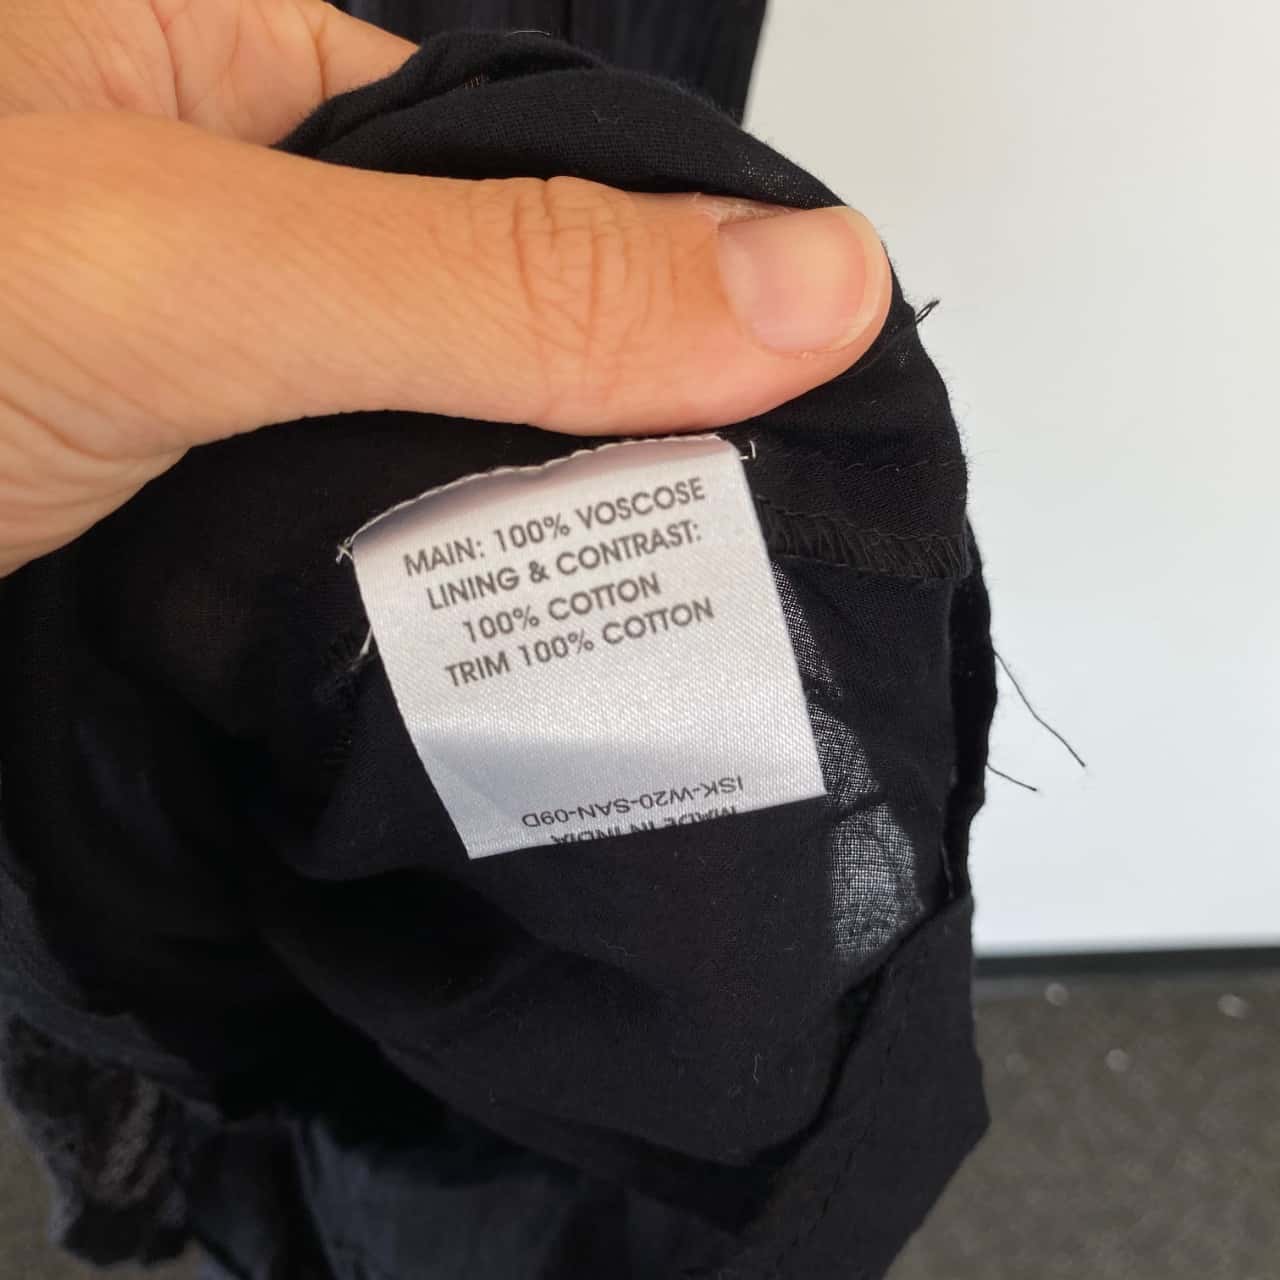 MAIN: 100% VOSCOSE
LINING & CONTRAST:
100% COTTON
TRIM 100% COTTON
ISK-W20-SAN-09D
MADE IN INDIA